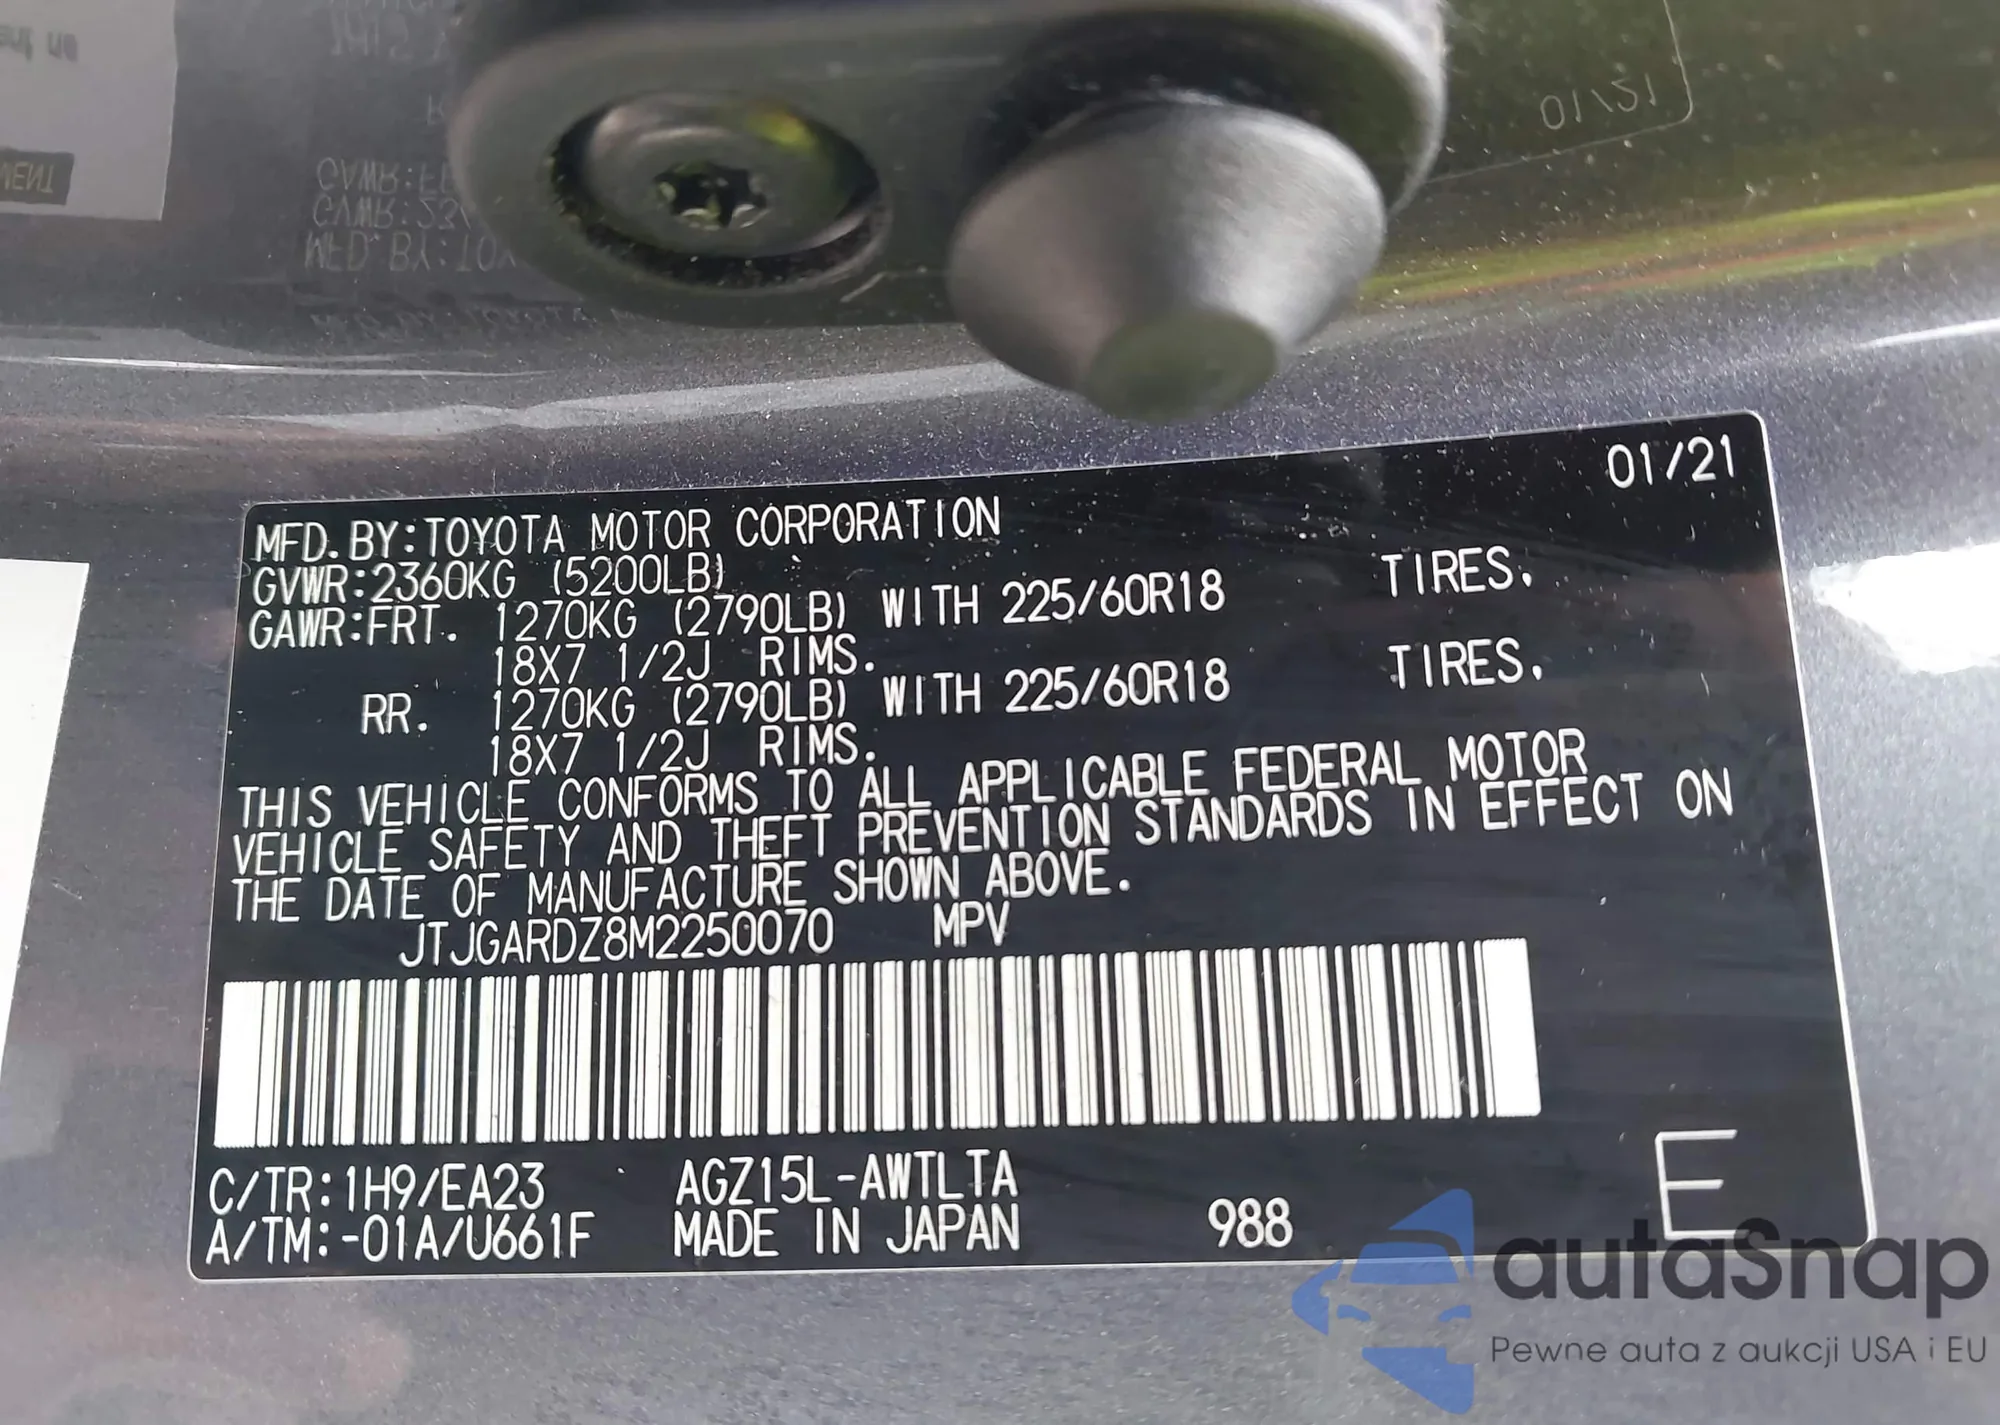 01/21
MFD.BY:TOYOTA MOTOR CORPORATION
GVWR:2360KG (5200LB)
GAWR:FRT. 1270KG (2790LB) WITH 225/60R18 TIRES.
18X7 1/2J RIMS.
RR. 1270KG (2790LB) WITH 225/60R18 TIRES.
18X7 1/2J RIMS.
THIS VEHICLE CONFORMS TO ALL APPLICABLE FEDERAL MOTOR
VEHICLE SAFETY AND THEFT PREVENTION STANDARDS IN EFFECT ON
THE DATE OF MANUFACTURE SHOWN ABOVE.
JTJGARDZ8M2250070 MPV
C/TR:1H9/EA23 AGZ15L-AWTLTA
A/TM:-01A/U661F MADE IN JAPAN 988 E
autaSnap
Pewne auta z aukcji USA i EU